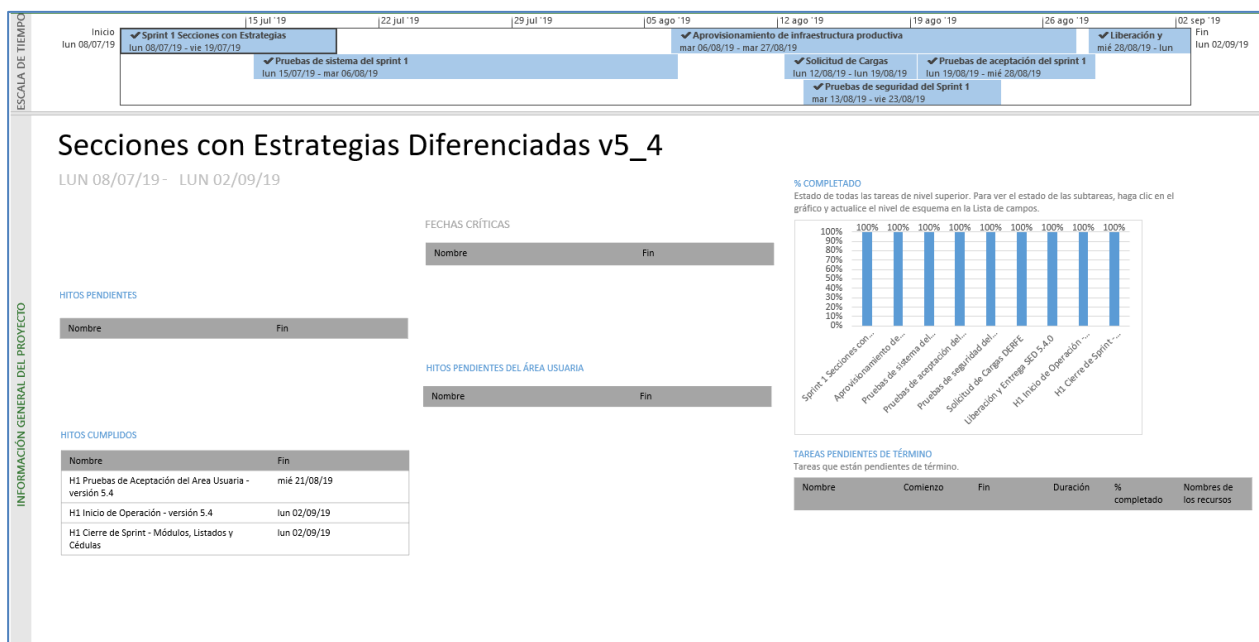 ESCALA DE TIEMPO
15 jul '19
22 jul '19
29 jul '19
05 ago '19
12 ago '19
19 ago '19
26 ago '19
02 sep '19
Inicio
lun 08/07/19
✔Sprint 1 Secciones con Estrategias
lun 08/07/19 - vie 19/07/19
✔Aprovisionamiento de infraestructura productiva
mar 06/08/19 - mar 27/08/19
✔Liberación y
mié 28/08/19 - lun
Fin
lun 02/09/19
✔Pruebas de sistema del sprint 1
lun 15/07/19 - mar 06/08/19
✔Solicitud de Cargas
lun 12/08/19 - lun 19/08/19
✔Pruebas de aceptación del sprint 1
lun 19/08/19 - mié 28/08/19
✔Pruebas de seguridad del Sprint 1
mar 13/08/19 - vie 23/08/19
INFORMACIÓN GENERAL DEL PROYECTO
Secciones con Estrategias Diferenciadas v5_4
LUN 08/07/19 - LUN 02/09/19
FECHAS CRÍTICAS
Nombre Fin
HITOS PENDIENTES
Nombre Fin
HITOS PENDIENTES DEL ÁREA USUARIA
Nombre Fin
HITOS CUMPLIDOS
Nombre Fin
H1 Pruebas de Aceptación del Area Usuaria - mié 21/08/19
versión 5.4
H1 Inicio de Operación - versión 5.4 lun 02/09/19
H1 Cierre de Sprint - Módulos, Listados y lun 02/09/19
Cédulas
% COMPLETADO
Estado de todas las tareas de nivel superior. Para ver el estado de las subtareas, haga clic en el
gráfico y actualice el nivel de esquema en la Lista de campos.
100% 100% 100% 100% 100% 100% 100% 100% 100%
100%
90%
80%
70%
60%
50%
40%
30%
20%
10%
0%
Sprint 1 Secciones con...
Aprovisionamiento de...
Pruebas de sistema del...
Pruebas de aceptación del...
Pruebas de seguridad del...
Solicitud de Cargas DERFE
Liberación y Entrega SED 5.4.0
H1 Inicio de Operación -...
H1 Cierre de Sprint -...
TAREAS PENDIENTES DE TÉRMINO
Tareas que están pendientes de término.
Nombre Comienzo Fin Duración % Nombres de
completado los recursos